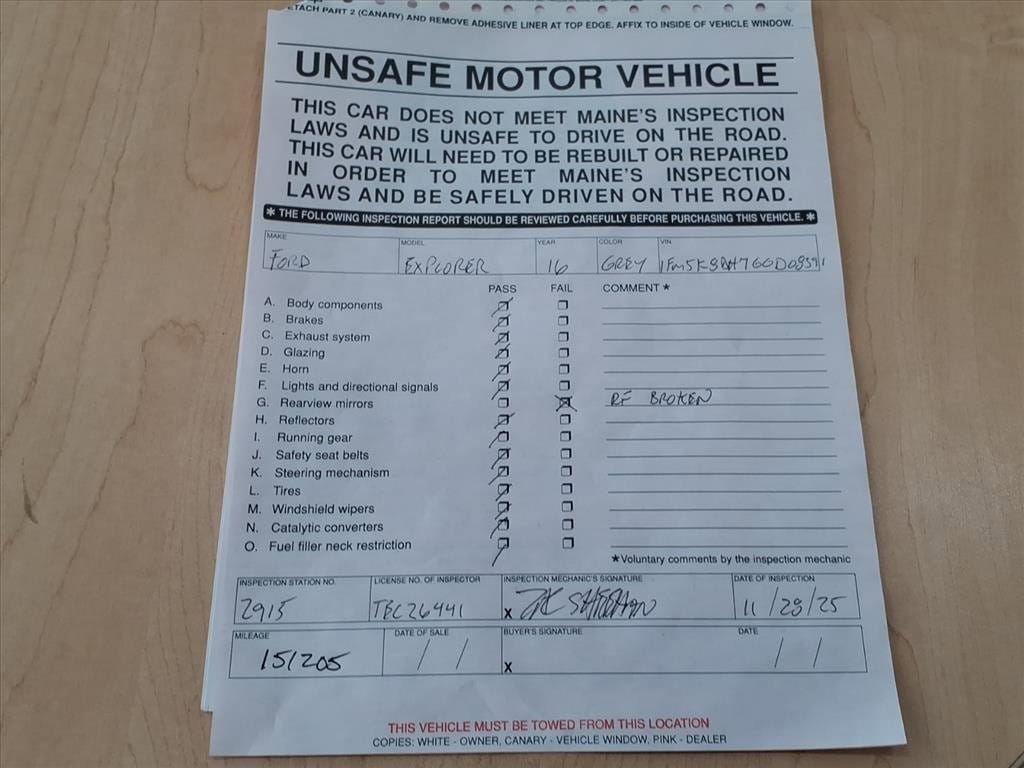 ETACH PART 2 (CANARY) AND REMOVE ADHESIVE LINER AT TOP EDGE. AFFIX TO INSIDE OF VEHICLE WINDOW.
UNSAFE MOTOR VEHICLE
THIS CAR DOES NOT MEET MAINE'S INSPECTION
LAWS AND IS UNSAFE TO DRIVE ON THE ROAD.
THIS CAR WILL NEED TO BE REBUILT OR REPAIRED
IN ORDER TO MEET MAINE'S INSPECTION
LAWS AND BE SAFELY DRIVEN ON THE ROAD.
* THE FOLLOWING INSPECTION REPORT SHOULD BE REVIEWED CAREFULLY BEFORE PURCHASING THIS VEHICLE. *
MAKE MODEL YEAR COLOR VIN
FORD EXPLORER 16 GREY
PASS FAIL COMMENT *
A. Body components
B. Brakes
C. Exhaust system
D. Glazing
E. Horn
F. Lights and directional signals
G. Rearview mirrors RF BROKEN
H. Reflectors
I. Running gear
J. Safety seat belts
K. Steering mechanism
L. Tires
M. Windshield wipers
N. Catalytic converters
O. Fuel filler neck restriction
*Voluntary comments by the inspection mechanic
INSPECTION STATION NO. LICENSE NO. OF INSPECTOR INSPECTION MECHANIC'S SIGNATURE DATE OF INSPECTION
2915 X 11/28/25
MILEAGE DATE OF SALE BUYER'S SIGNATURE DATE
151205 / / X / /
THIS VEHICLE MUST BE TOWED FROM THIS LOCATION
COPIES: WHITE - OWNER, CANARY - VEHICLE WINDOW, PINK - DEALER